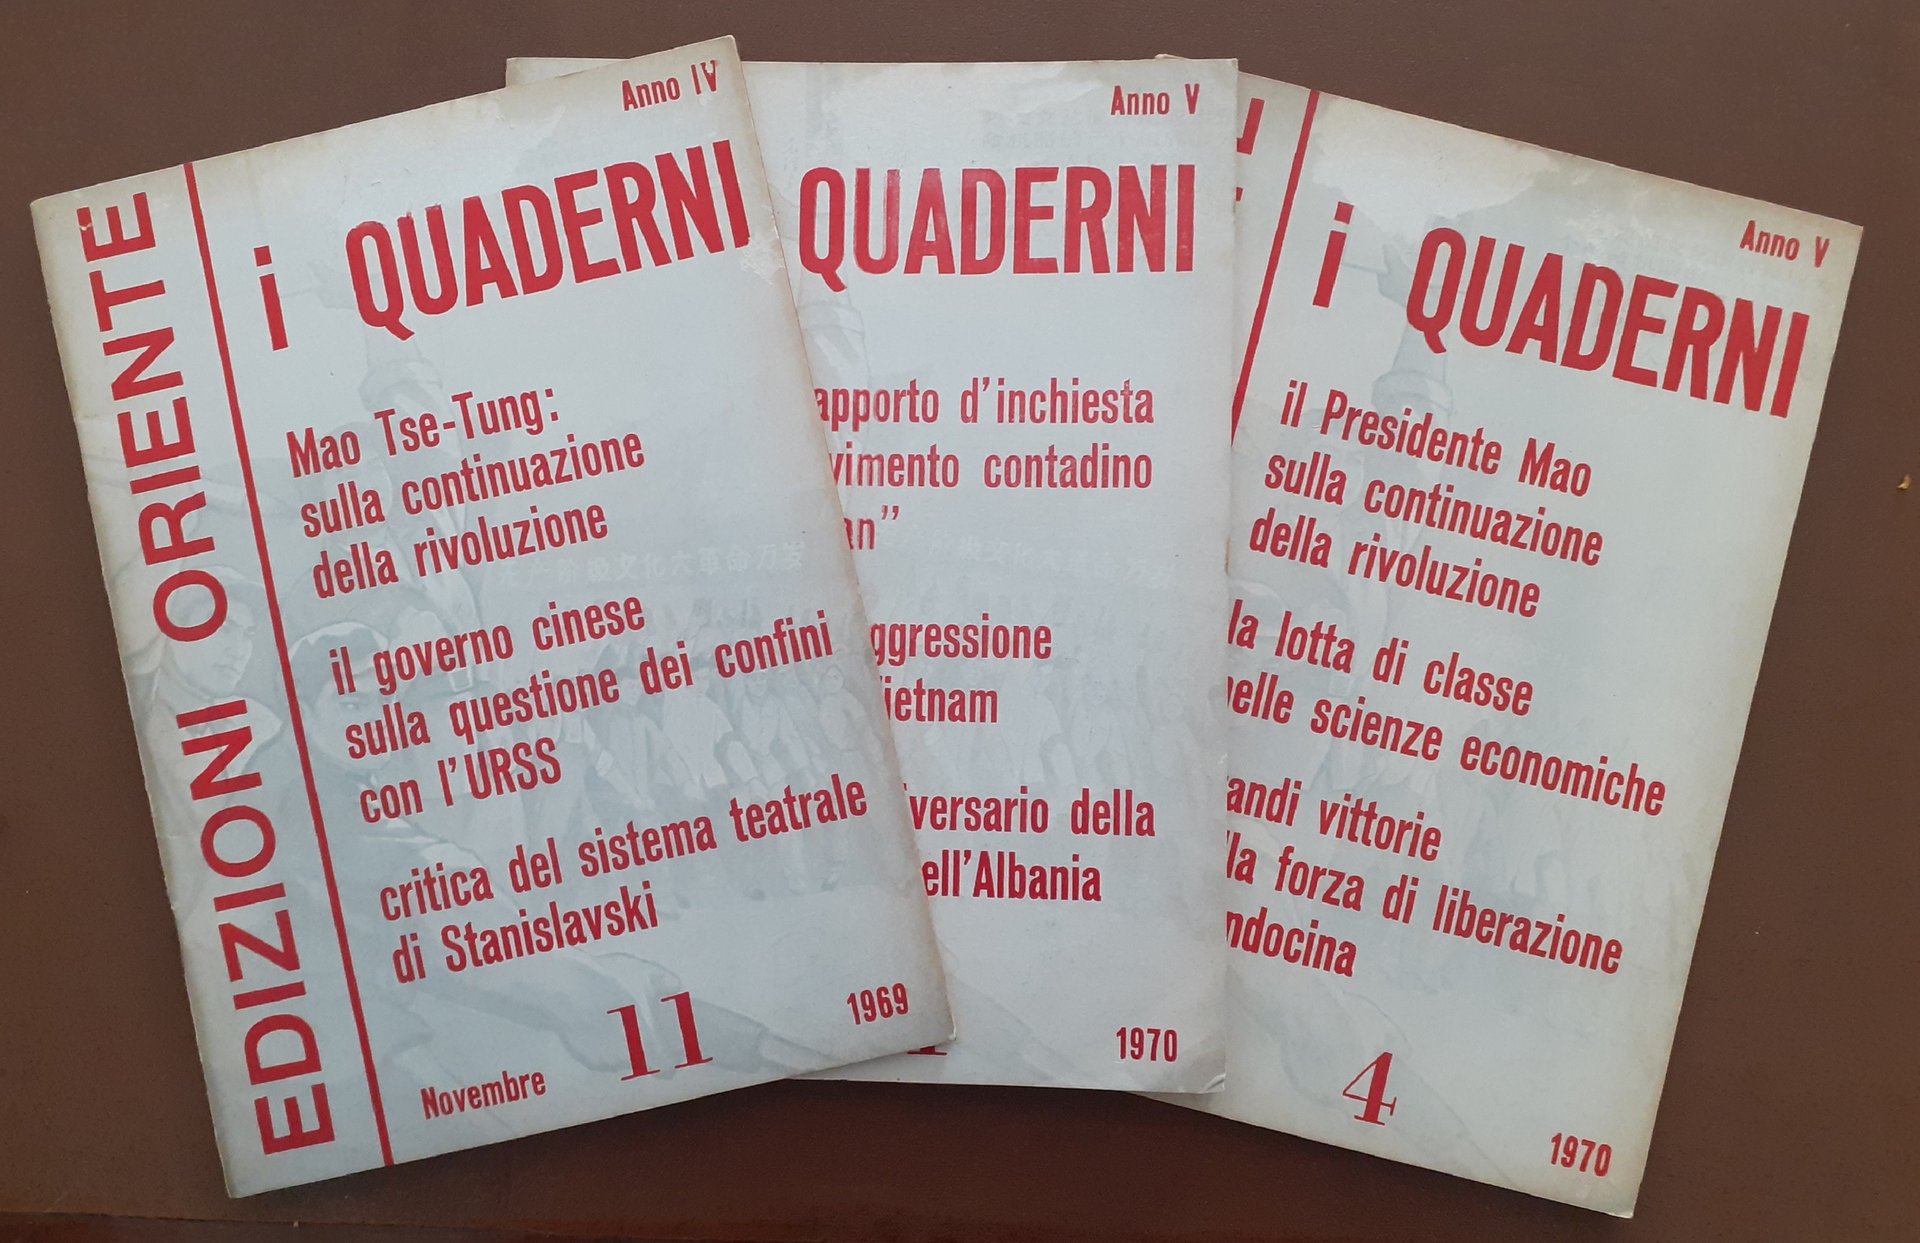 EDIZIONI ORIENTE
Anno IV
i QUADERNI
Mao Tse-Tung:
sulla continuazione
della rivoluzione
il governo cinese
sulla questione dei confini
con l'URSS
critica del sistema teatrale
di Stanislavski
Novembre 11 1969
Anno V
QUADERNI
apporto d'inchiesta
vimento contadino
an”
ggressione
ietnam
iversario della
ell'Albania
1970
Anno V
i QUADERNI
il Presidente Mao
sulla continuazione
della rivoluzione
la lotta di classe
nelle scienze economiche
andi vittorie
lla forza di liberazione
ndocina
4 1970